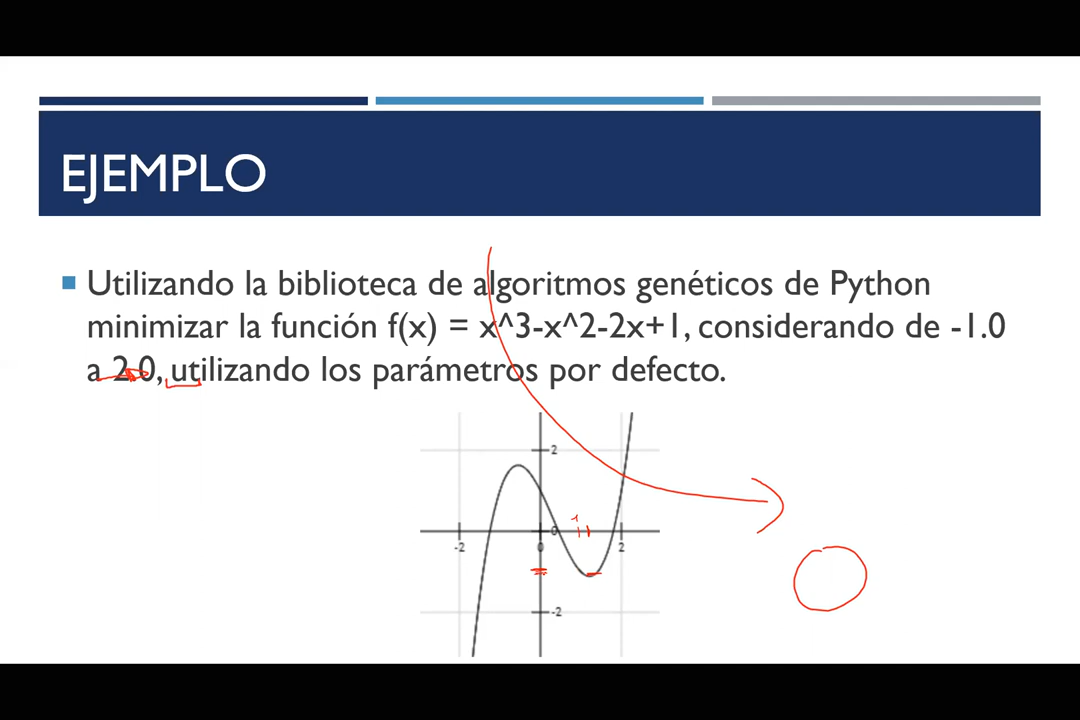 EJEMPLO
Utilizando la biblioteca de algoritmos genéticos de Python
minimizar la función f(x) = x^3-x^2-2x+1, considerando de -1.0
a 2.0, utilizando los parámetros por defecto.
2
0
-2
0
2
-2